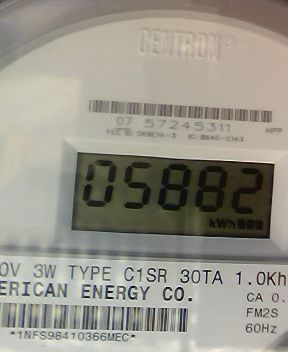 CENTRON®
07 57245311
HPP
05882
kWh
0V 3W TYPE C1SR 30TA 1.0Kh
ERICAN ENERGY CO.
CA 0.
FM2S
*1NFS98410366MEC*
60Hz